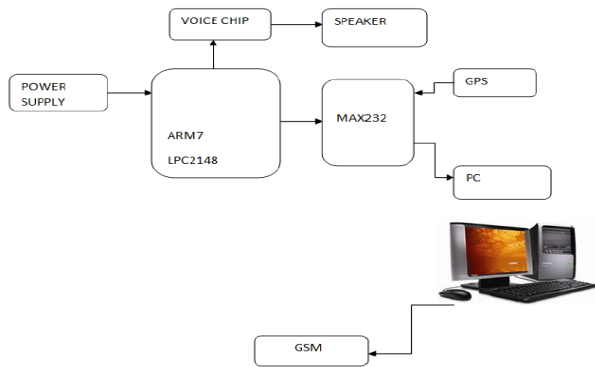 VOICE CHIP
SPEAKER
POWER
SUPPLY
ARM7
LPC2148
MAX232
GPS
PC
GSM